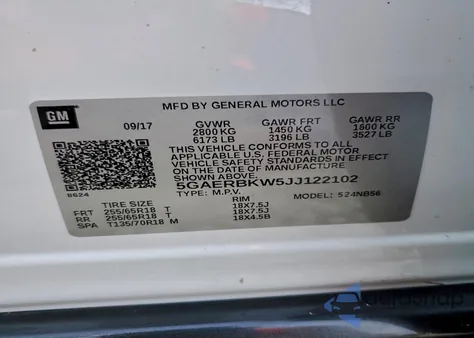 GM
MFD BY GENERAL MOTORS LLC
09/17 GVWR GAWR FRT GAWR RR
2800 KG 1450 KG 1600 KG
6173 LB 3196 LB 3527 LB
THIS VEHICLE CONFORMS TO ALL
APPLICABLE U.S. FEDERAL MOTOR
VEHICLE SAFETY STANDARDS IN EFFECT
ON THE DATE OF MANUFACTURE
SHOWN ABOVE.
5GAERBKW5JJ122102
8624 TYPE: M.P.V. MODEL: 524NB56
TIRE SIZE RIM
FRT 255/65R18 T 18X7.5J
RR 255/65R18 T 18X7.5J
SPA T135/70R18 M 18X4.5B